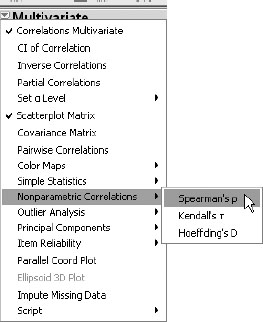 Multivariate
Correlations Multivariate
CI of Correlation
Inverse Correlations
Partial Correlations
Set α Level
Scatterplot Matrix
Covariance Matrix
Pairwise Correlations
Color Maps
Simple Statistics
Nonparametric Correlations
Spearman's ρ
Kendall's τ
Hoeffding's D
Outlier Analysis
Principal Components
Item Reliability
Parallel Coord Plot
Ellipsoid 3D Plot
Impute Missing Data
Script